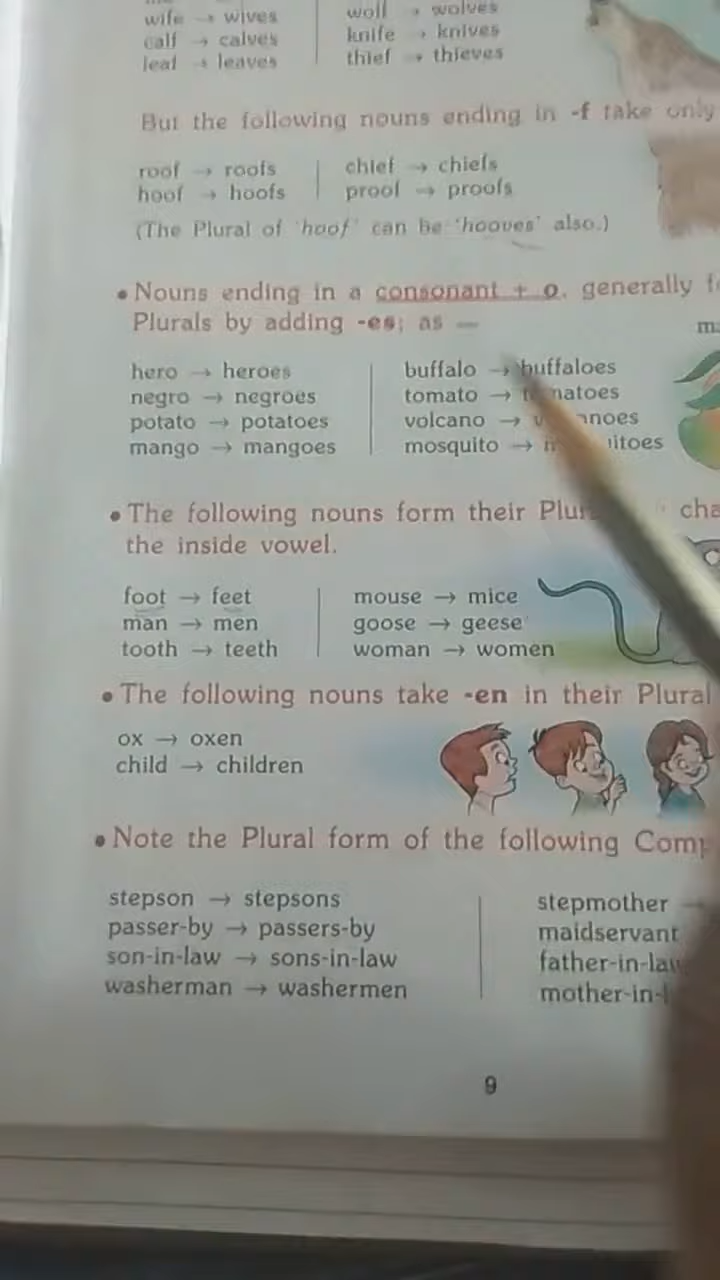 wife → wives
calf → calves
leaf → leaves
wolf → wolves
knife → knives
thief → thieves
But the following nouns ending in -f take only
roof → roofs
hoof → hoofs
chief → chiefs
proof → proofs
(The Plural of 'hoof' can be 'hooves' also.)
• Nouns ending in a consonant + o, generally
Plurals by adding -es; as —
hero → heroes
negro → negroes
potato → potatoes
mango → mangoes
buffalo → buffaloes
tomato →
volcano →
mosquito →
• The following nouns form their
the inside vowel.
foot → feet
man → men
tooth → teeth
mouse → mice
goose → geese
woman → women
• The following nouns take -en in their Plural
ox → oxen
child → children
• Note the Plural form of the following
stepson → stepsons
passer-by → passers-by
son-in-law → sons-in-law
washerman → washermen
stepmother →
maidservant
father-in-law
9